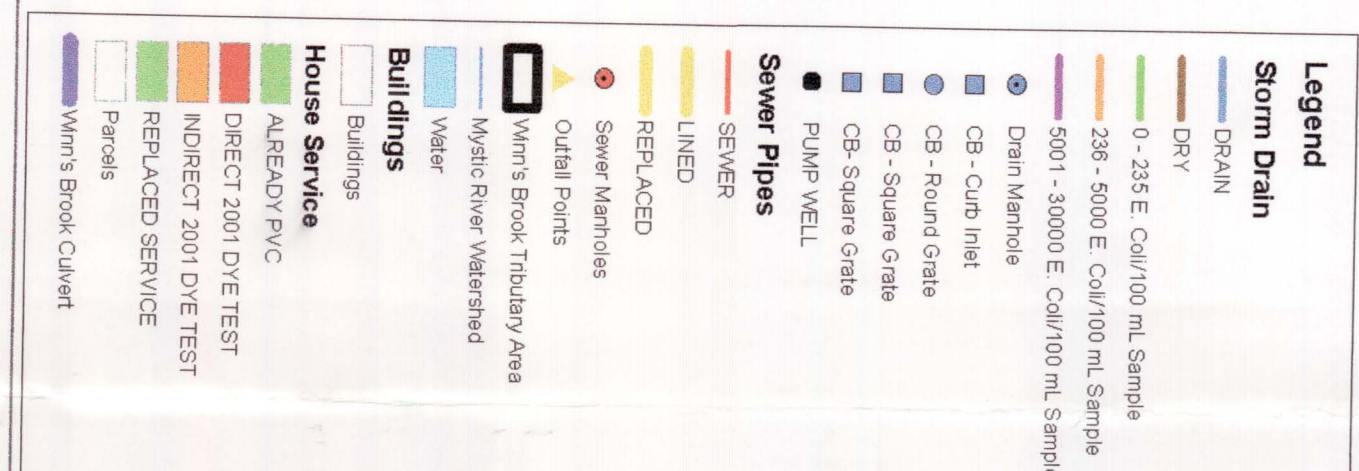 Legend
Storm Drain
DRAIN
DRY
0 - 235 E. Coli/100 mL Sample
236 - 5000 E. Coli/100 mL Sample
5001 - 30000 E. Coli/100 mL Sample
Drain Manhole
CB - Curb Inlet
CB - Round Grate
CB - Square Grate
CB- Square Grate
PUMP WELL
Sewer Pipes
SEWER
LINED
REPLACED
Sewer Manholes
Outfall Points
Winn's Brook Tributary Area
Mystic River Watershed
Water
Buildings
Buildings
House Service
ALREADY PVC
DIRECT 2001 DYE TEST
INDIRECT 2001 DYE TEST
REPLACED SERVICE
Parcels
Winn's Brook Culvert